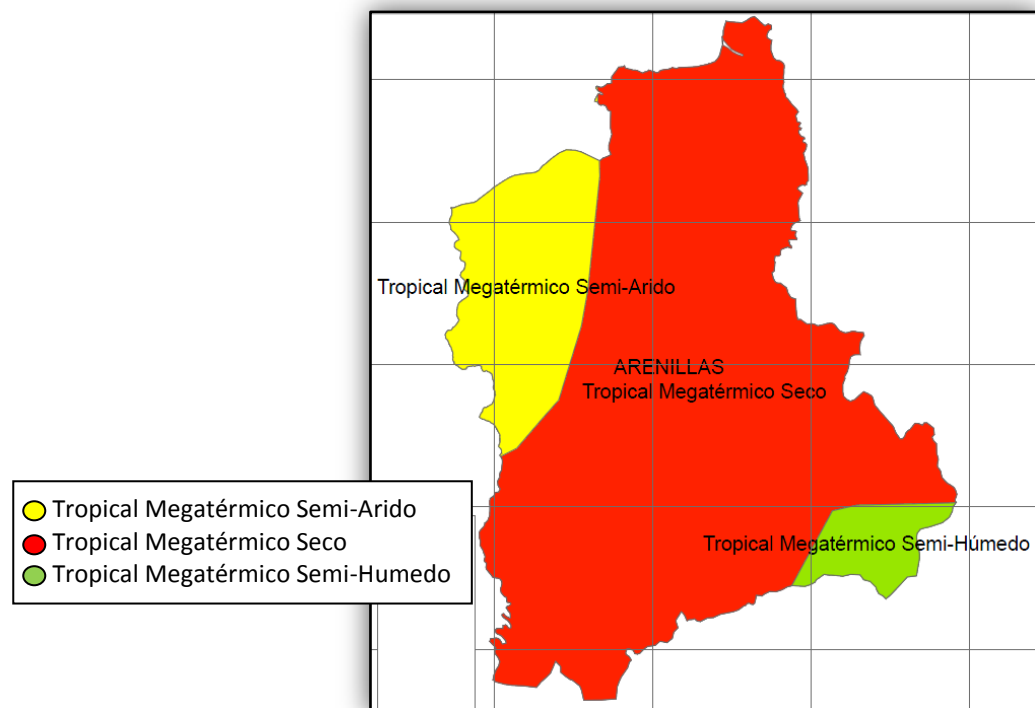 Tropical Megatérmico Semi-Arido
ARENILLAS
Tropical Megatérmico Seco
Tropical Megatérmico Semi-Húmedo
Tropical Megatérmico Semi-Arido
Tropical Megatérmico Seco
Tropical Megatérmico Semi-Humedo